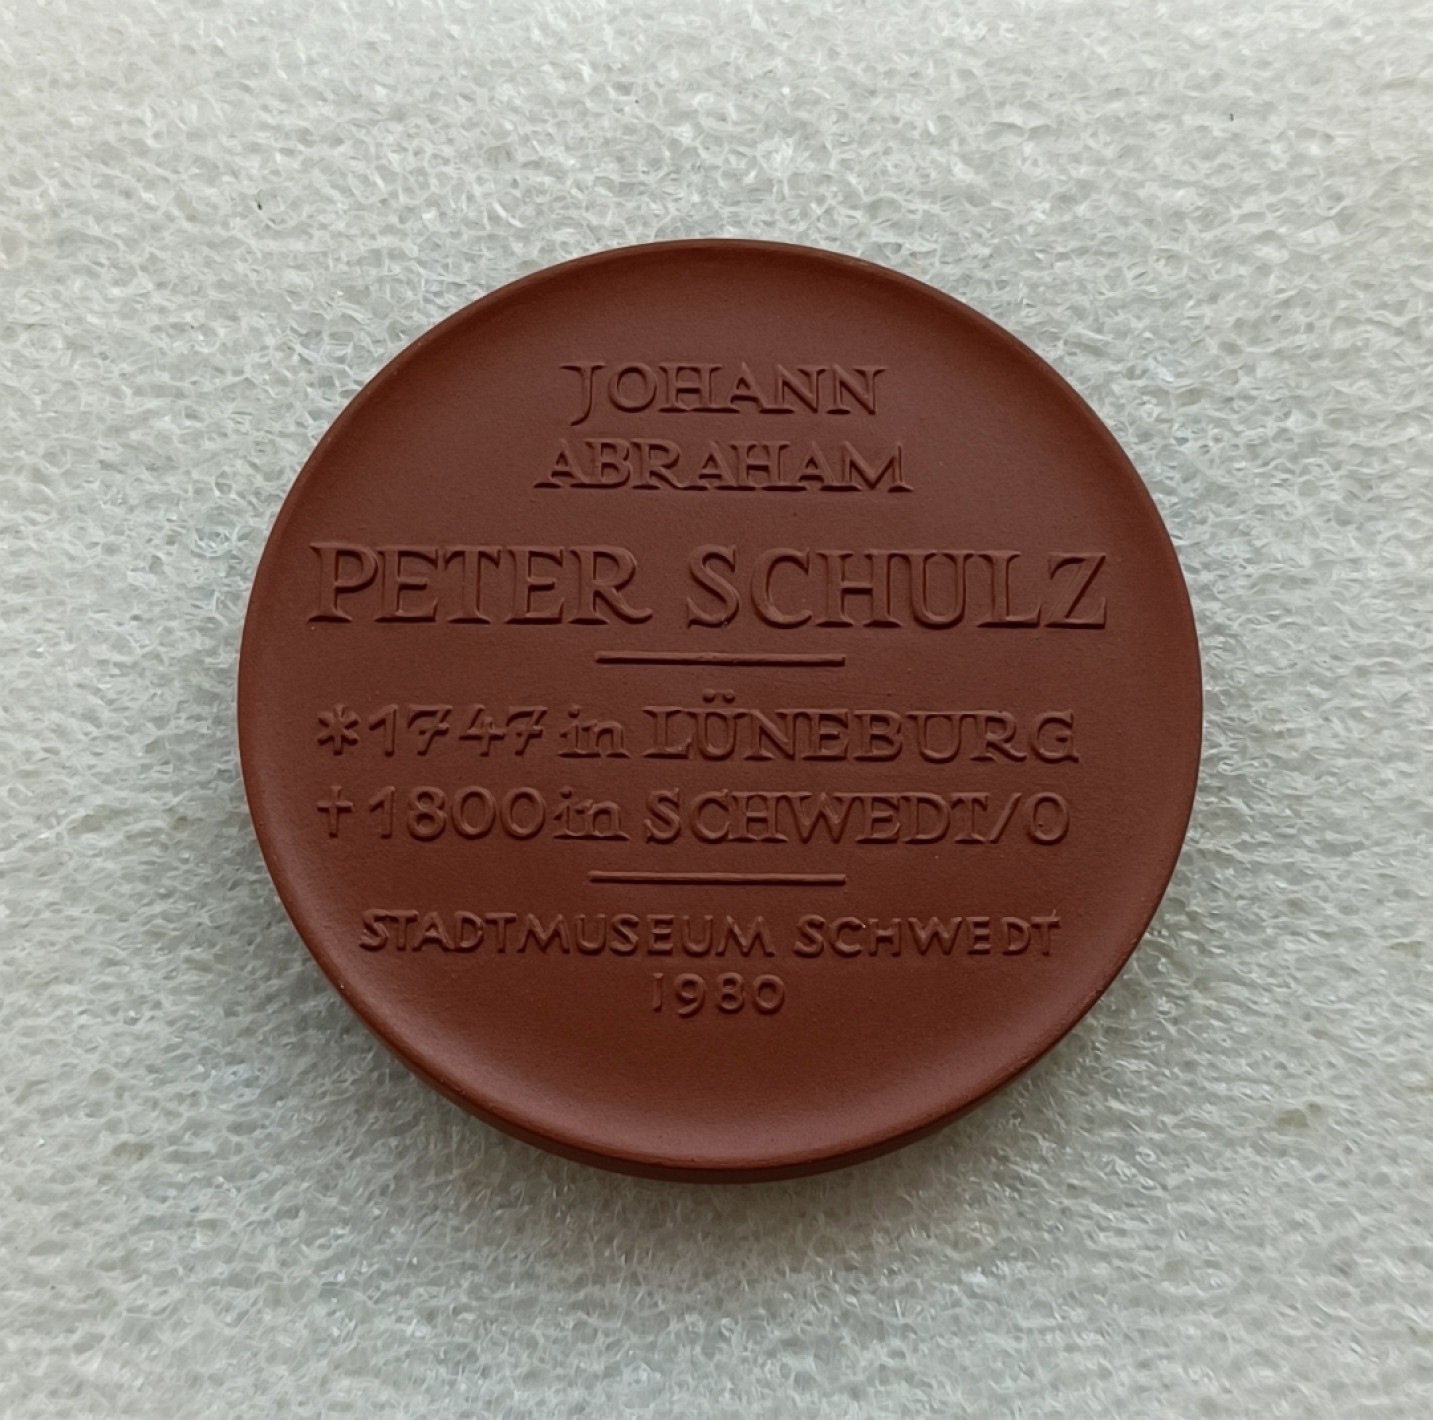 JOHANN
ABRAHAM
PETER SCHULZ
*1747 in LÜNEBURG
†1800 in SCHWEDT/O
STADTMUSEUM SCHWEDT
1980